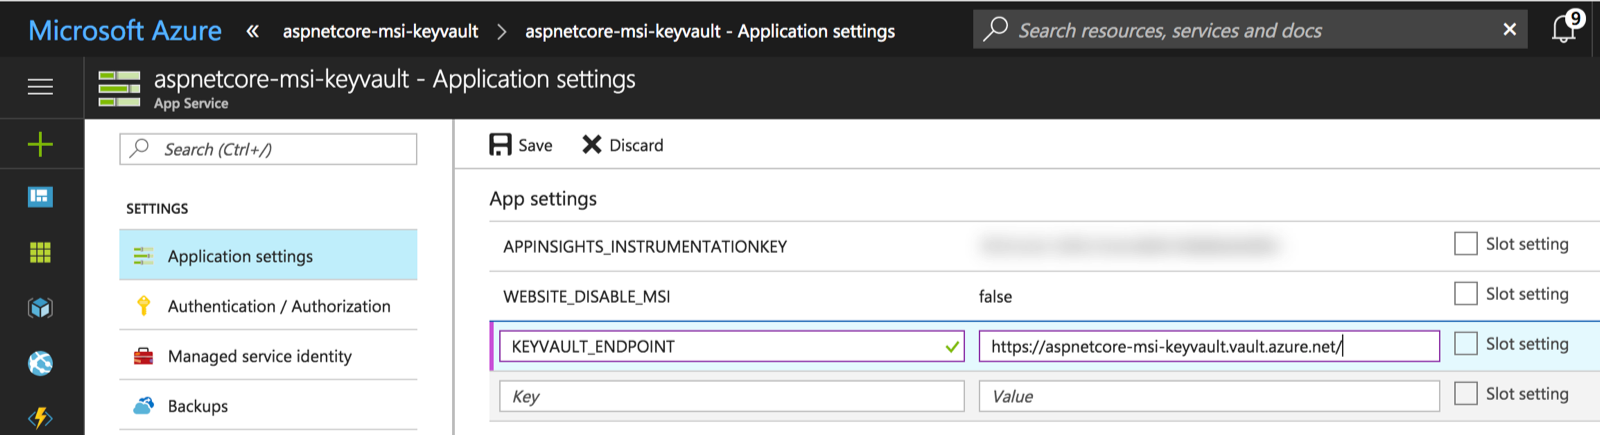 Microsoft Azure « aspnetcore-msi-keyvault > aspnetcore-msi-keyvault - Application settings Search resources, services and docs 9
aspnetcore-msi-keyvault - Application settings
App Service
Search (Ctrl+/)
SETTINGS
Application settings
Authentication / Authorization
Managed service identity
Backups
Save Discard
App settings
APPINSIGHTS_INSTRUMENTATIONKEY Slot setting
WEBSITE_DISABLE_MSI false Slot setting
KEYVAULT_ENDPOINT https://aspnetcore-msi-keyvault.vault.azure.net/ Slot setting
Key Value Slot setting